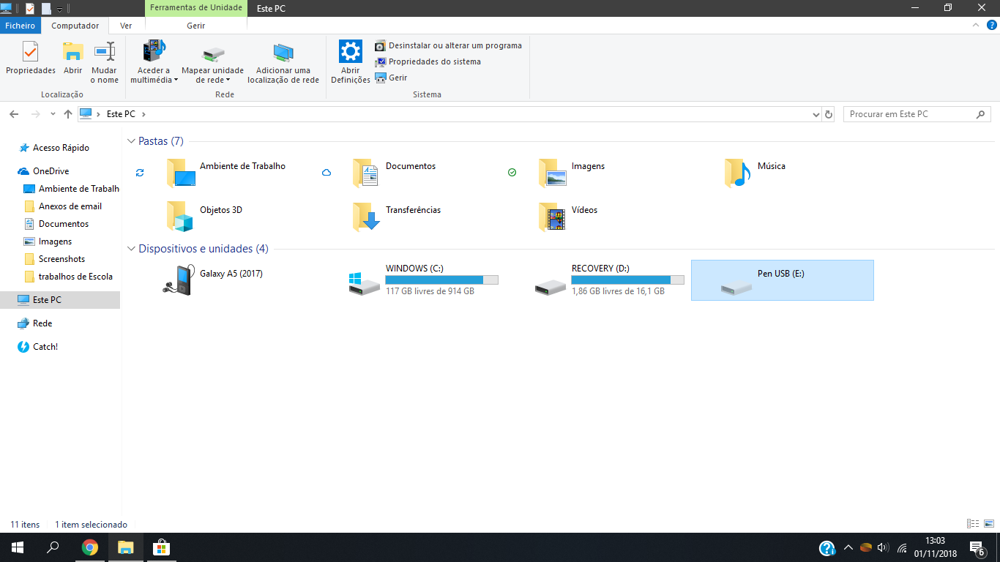 Ferramentas de Unidade
Este PC
Ficheiro
Computador
Ver
Gerir
Propriedades
Abrir
Mudar
o nome
Localização
Aceder a
multimédia
Mapear unidade
de rede
Adicionar uma
localização de rede
Rede
Abrir
Definições
Desinstalar ou alterar um programa
Propriedades do sistema
Gerir
Sistema
Este PC
Procurar em Este PC
Acesso Rápido
OneDrive
Ambiente de Trabalh
Anexos de email
Documentos
Imagens
Screenshots
trabalhos de Escola
Este PC
Rede
Catch!
Pastas (7)
Ambiente de Trabalho
Documentos
Imagens
Música
Objetos 3D
Transferências
Vídeos
Dispositivos e unidades (4)
Galaxy A5 (2017)
WINDOWS (C:)
117 GB livres de 914 GB
RECOVERY (D:)
1,86 GB livres de 16,1 GB
Pen USB (E:)
11 itens
1 item selecionado
13:03
01/11/2018
6